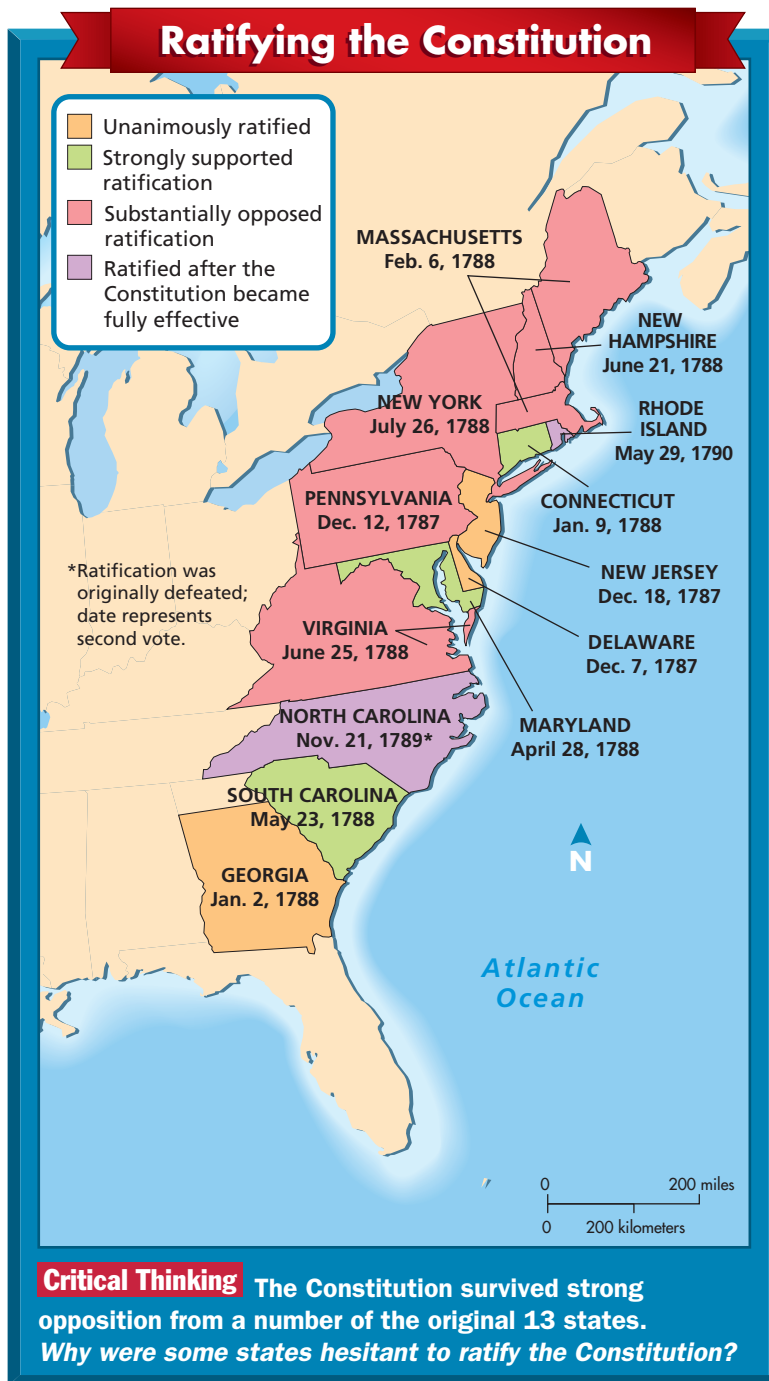 Ratifying the Constitution
Unanimously ratified
Strongly supported
ratification
Substantially opposed
ratification
Ratified after the
Constitution became
fully effective
MASSACHUSETTS
Feb. 6, 1788
NEW
HAMPSHIRE
June 21, 1788
NEW YORK
July 26, 1788
RHODE
ISLAND
May 29, 1790
PENNSYLVANIA
Dec. 12, 1787
CONNECTICUT
Jan. 9, 1788
*Ratification was
originally defeated;
date represents
second vote.
NEW JERSEY
Dec. 18, 1787
VIRGINIA
June 25, 1788
DELAWARE
Dec. 7, 1787
NORTH CAROLINA
Nov. 21, 1789*
MARYLAND
April 28, 1788
SOUTH CAROLINA
May 23, 1788
GEORGIA
Jan. 2, 1788
N
Atlantic
Ocean
0 200 miles
0 200 kilometers
Critical Thinking The Constitution survived strong
opposition from a number of the original 13 states.
Why were some states hesitant to ratify the Constitution?